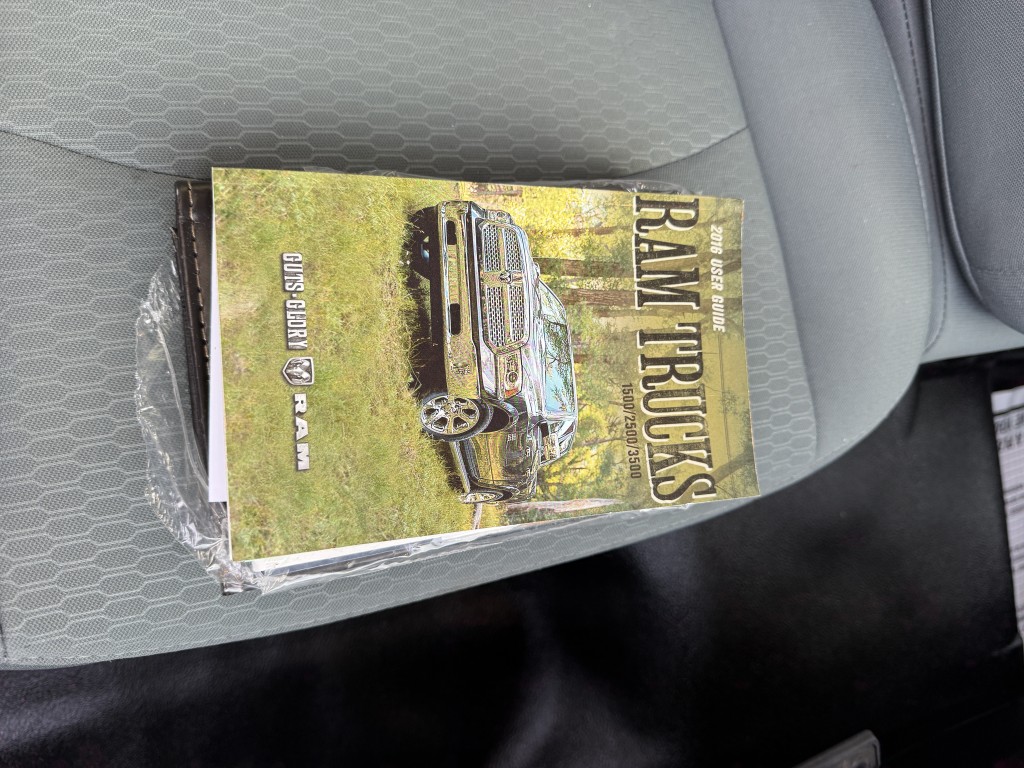 2016 USER GUIDE
RAM TRUCKS
1500/2500/3500
GUTS • GLORY
RAM